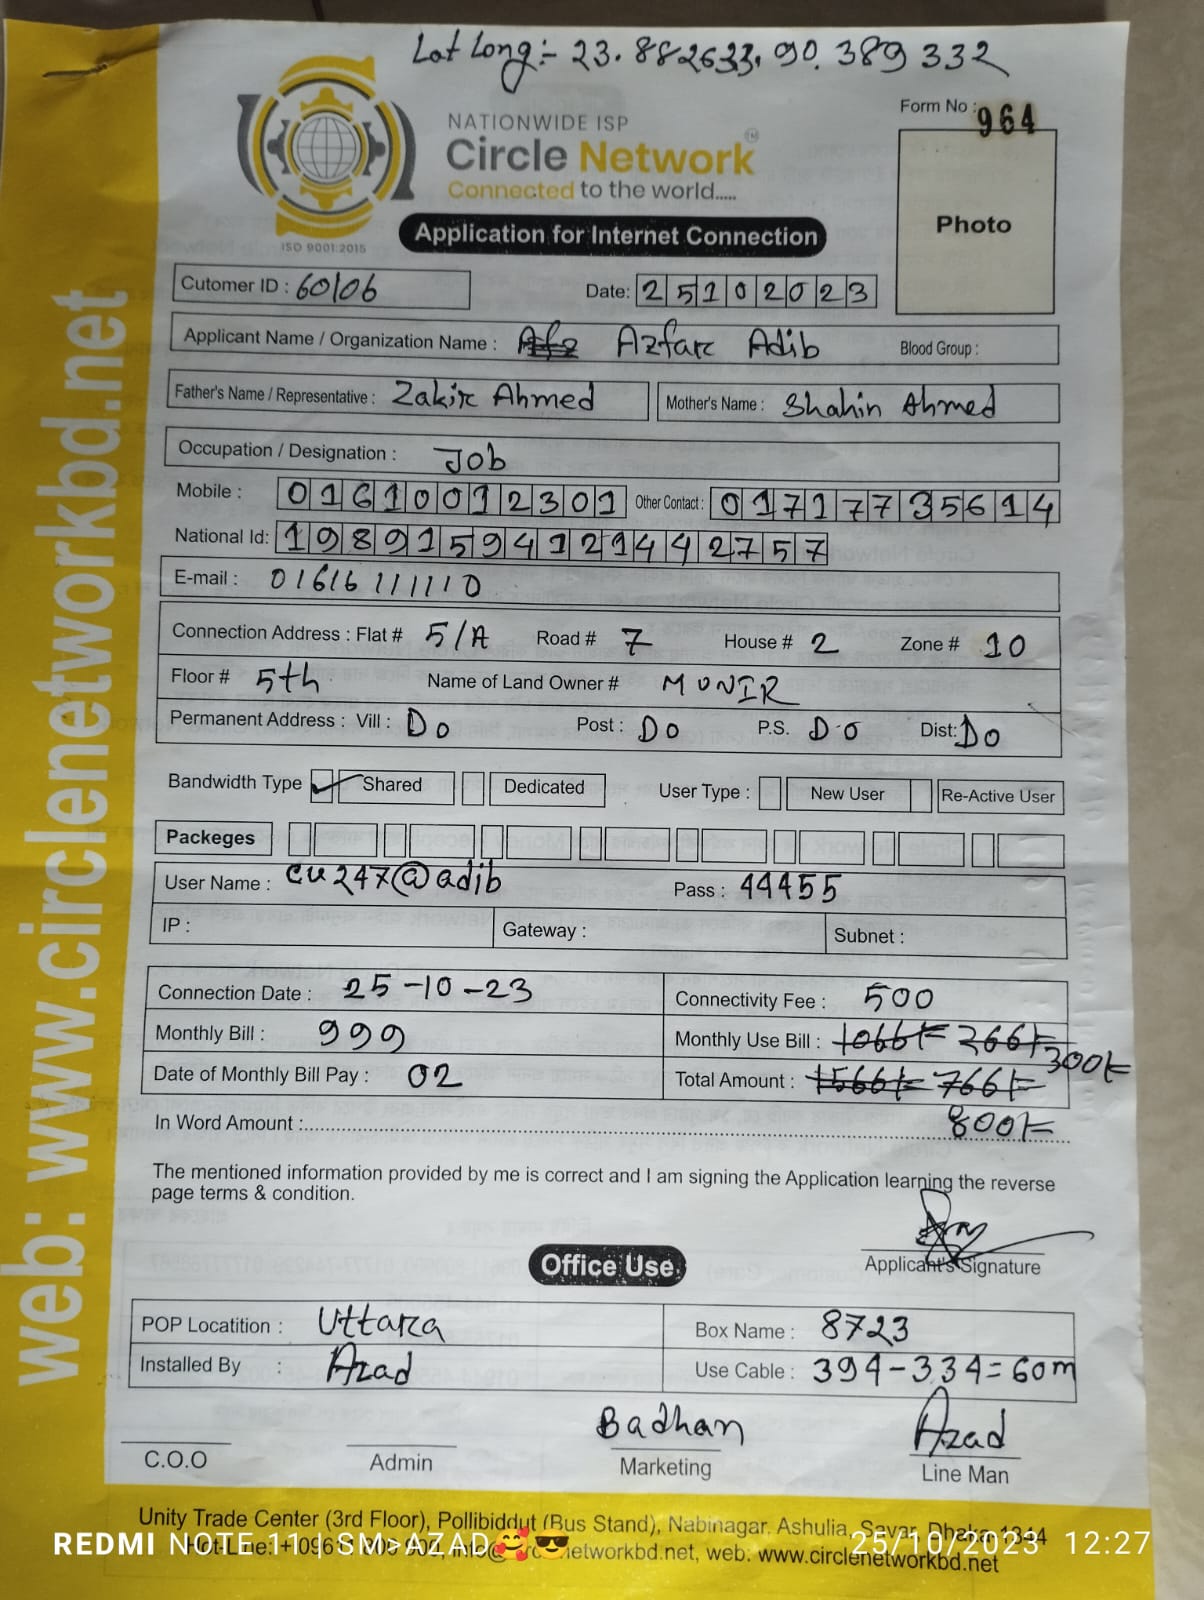 Lat Long:- 23.882633, 90.389332
Form No : 964
NATIONWIDE ISP
Circle Network TM
Connected to the world.....
ISO 9001:2015
Photo
Application for Internet Connection
Cutomer ID : 60106
Date: 25102023
Applicant Name / Organization Name : Azfar Adib Blood Group :
Father's Name / Representative : Zakir Ahmed Mother's Name : Shahin Ahmed
Occupation / Designation : Job
Mobile : 01610012301 Other Contact : 01717735614
National Id: 19891594121442757
E-mail : 01616111110
Connection Address : Flat # 5/A Road # 7 House # 2 Zone # 10
Floor # 5th Name of Land Owner # MONIR
Permanent Address : Vill : Do Post : Do P.S. Do Dist: Do
Bandwidth Type Shared Dedicated User Type : New User Re-Active User
Packeges
User Name : cu247@adib Pass : 44455
IP : Gateway : Subnet :
Connection Date : 25-10-23 Connectivity Fee : 500
Monthly Bill : 999 Monthly Use Bill : 1066/= 266/= 300/=
Date of Monthly Bill Pay : 02 Total Amount : 1566/= 766/=
In Word Amount :.......... 800/=
The mentioned information provided by me is correct and I am signing the Application learning the reverse
page terms & condition.
Applicant's Signature
Office Use
POP Locatition : Uttara Box Name : 8723
Installed By : Azad Use Cable : 394-334=60m
Badhan Azad
C.O.O Admin Marketing Line Man
Unity Trade Center (3rd Floor), Pollibiddut (Bus Stand), Nabinagar, Ashulia, Savar, Dhaka-1344
networkbd.net, web: www.circlenetworkbd.net
web: www.circlenetworkbd.net
REDMI NOTE 11 | SM>AZAD🥰😎
25/10/2023 12:27